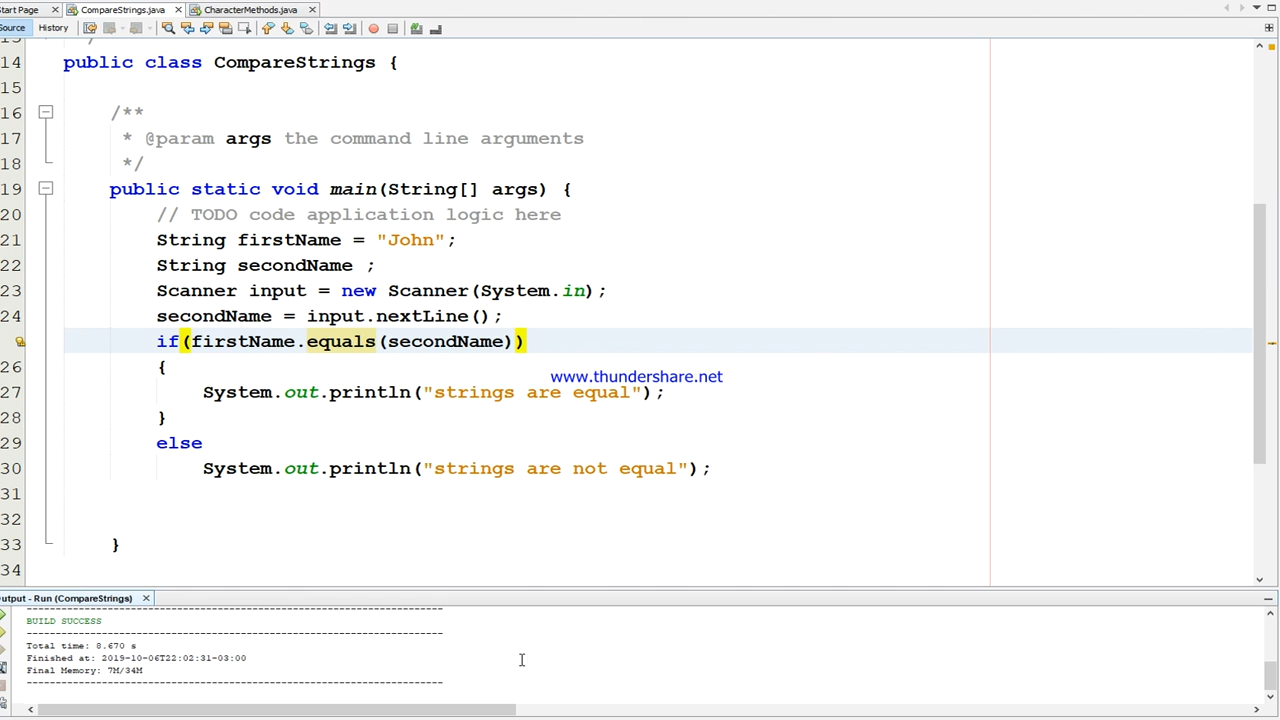 Start Page CompareStrings.java CharacterMethods.java
Source History
14 public class CompareStrings {
15
16 /**
17 * @param args the command line arguments
18 */
19 public static void main(String[] args) {
20 // TODO code application logic here
21 String firstName = "John";
22 String secondName ;
23 Scanner input = new Scanner(System.in);
24 secondName = input.nextLine();
if(firstName.equals(secondName))
26 {
www.thundershare.net
27 System.out.println("strings are equal");
28 }
29 else
30 System.out.println("strings are not equal");
31
32
33 }
34
utput - Run (CompareStrings)
BUILD SUCCESS
Total time: 8.670 s
Finished at: 2019-10-06T22:02:31-03:00
Final Memory: 7M/34M